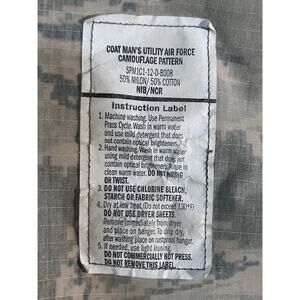 COAT MAN'S UTILITY AIR FORCE
CAMOUFLAGE PATTERN
SPM1C1-12-D-B008
50% NYLON/ 50% COTTON
NIB/NCR
Instruction Label
1. Machine washing. Use Permanent
Press Cycle. Wash in warm water
and use mild detergent that does
not contain optical brighteners.
2. Hand washing. Wash in warm water
using mild detergent that does not
contain optical brighteners. Rinse in
clean warm water. DO NOT WRING
OR TWIST.
3. DO NOT USE CHLORINE BLEACH,
STARCH OR FABRIC SOFTENER.
4. Dry at low heat. (Do not exceed 130°F)
DO NOT USE DRYER SHEETS.
Remove immediately from dryer
and place on hanger. To drip dry,
after washing place on rustproof hanger.
5. If needed, use light ironing.
DO NOT COMMERCIALLY HOT PRESS.
DO NOT REMOVE THIS LABEL.